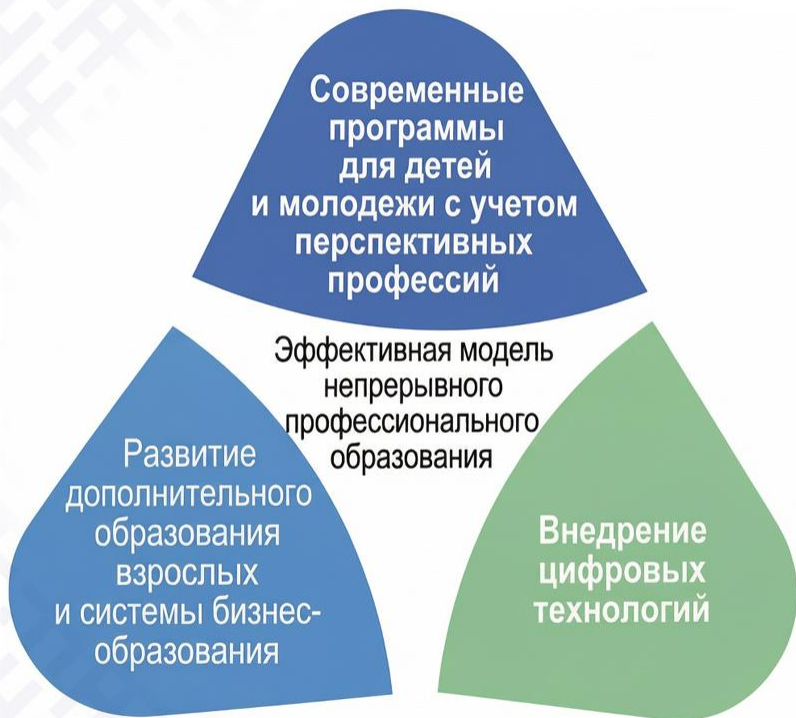 Современные
программы
для детей
и молодежи с учетом
перспективных
профессий
Эффективная модель
непрерывного
профессионального
образования
Развитие
дополнительного
образования
взрослых
и системы бизнес-
образования
Внедрение
цифровых
технологий